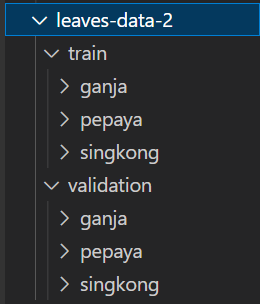 leaves-data-2
train
ganja
pepaya
singkong
validation
ganja
pepaya
singkong